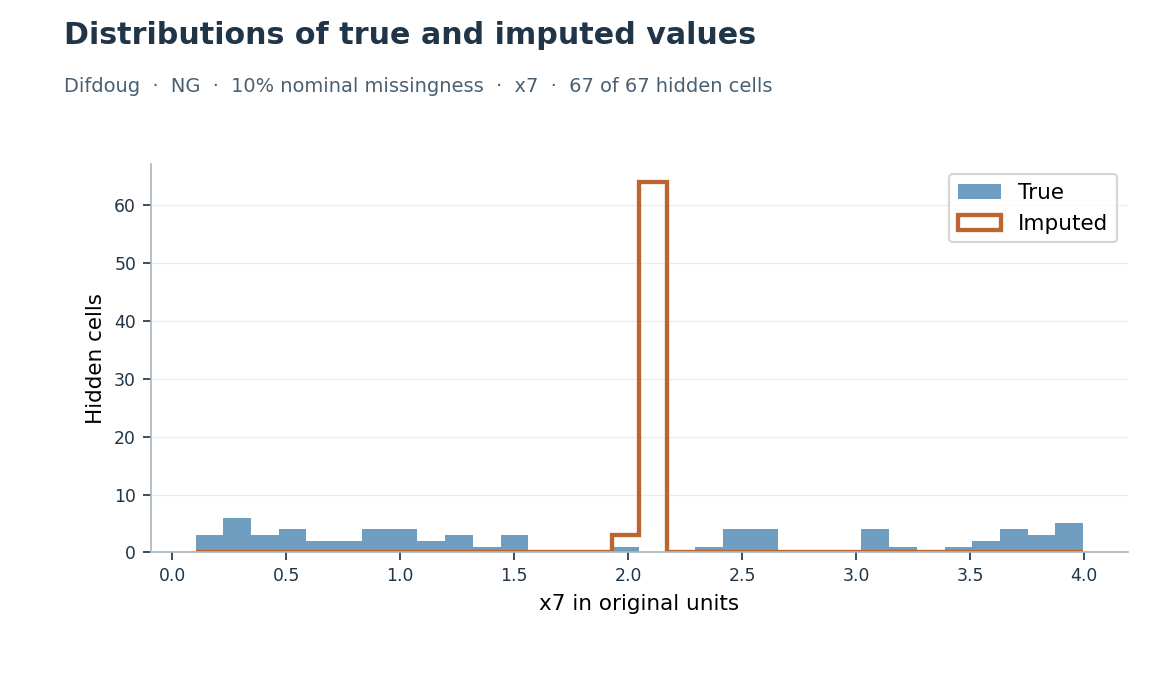 Distributions of true and imputed values
Difdoug · NG · 10% nominal missingness · x7 · 67 of 67 hidden cells
True
Imputed
Hidden cells
60
50
40
30
20
10
0
0.0 0.5 1.0 1.5 2.0 2.5 3.0 3.5 4.0
x7 in original units